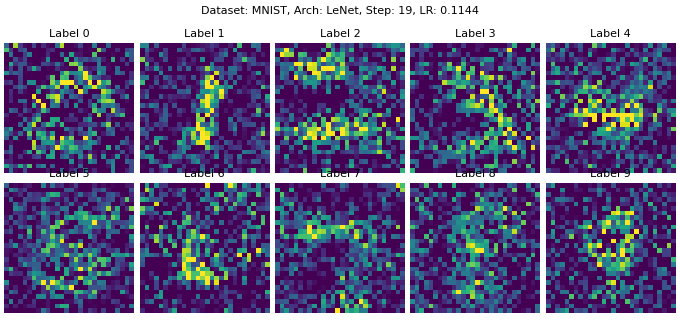 Dataset: MNIST, Arch: LeNet, Step: 19, LR: 0.1144
Label 0 Label 1 Label 2 Label 3 Label 4
Label 5 Label 6 Label 7 Label 8 Label 9